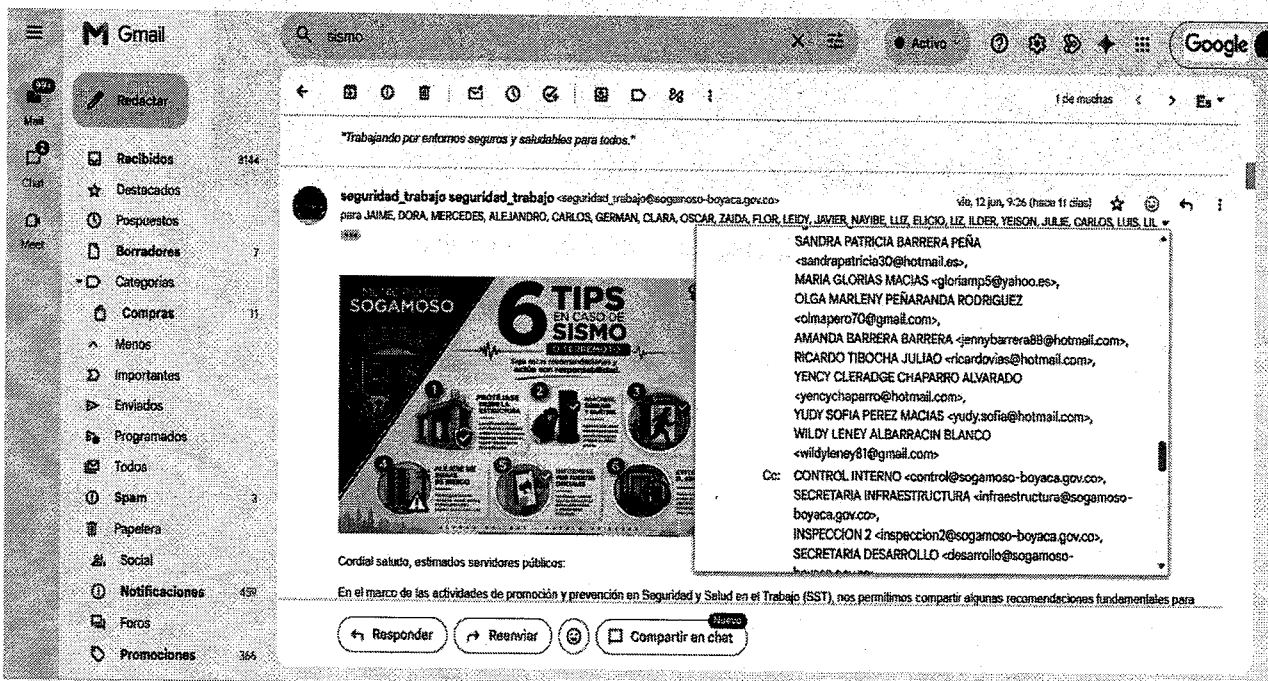 Gmail
sismo
Activo
Google
Redactar
Mail
Chat
Meet
Recibidos 3144
Destacados
Pospuestos
Borradores 7
Categorías
Compras 11
Menos
Importantes
Enviados
Programados
Todos
Spam 3
Papelera
Social
Notificaciones 459
Foros
Promociones 366
1 de muchas
Es
"Trabajando por entornos seguros y saludables para todos."
seguridad_trabajo seguridad_trabajo <seguridad_trabajo@sogamoso-boyaca.gov.co>
vie, 12 jun, 9:26 (hace 11 días)
para JAIME, DORA, MERCEDES, ALEJANDRO, CARLOS, GERMAN, CLARA, OSCAR, ZAIDA, FLOR, LEIDY, JAVIER, NAYIBE, LUZ, ELICIO, LIZ, ILDER, YEISON, JULIE, CARLOS, LUIS, LIL
SOGAMOSO
6 TIPS
EN CASO DE
SISMO
1
2
3
4
5
6
SANDRA PATRICIA BARRERA PEÑA
<sandrapatricia30@hotmail.es>,
MARIA GLORIAS MACIAS <gloriamp5@yahoo.es>,
OLGA MARLENY PEÑARANDA RODRIGUEZ
<olmapero70@gmail.com>,
AMANDA BARRERA BARRERA <jennybarrera88@hotmail.com>,
RICARDO TIBOCHA JULIAO <ricardovias@hotmail.com>,
YENCY CLERADGE CHAPARRO ALVARADO
<yencychaparro@hotmail.com>,
YUDY SOFIA PEREZ MACIAS <yudy.sofia@hotmail.com>,
WILDY LENEY ALBARRACIN BLANCO
<wildyleney81@gmail.com>
Cc: CONTROL INTERNO <control@sogamoso-boyaca.gov.co>,
SECRETARIA INFRAESTRUCTURA <infraestructura@sogamoso-
boyaca.gov.co>,
INSPECCION 2 <inspeccion2@sogamoso-boyaca.gov.co>,
SECRETARIA DESARROLLO <desarrollo@sogamoso-
Cordial saludo, estimados servidores públicos:
En el marco de las actividades de promoción y prevención en Seguridad y Salud en el Trabajo (SST), nos permitimos compartir algunas recomendaciones fundamentales para
Responder
Reenviar
Compartir en chat
Nuevo